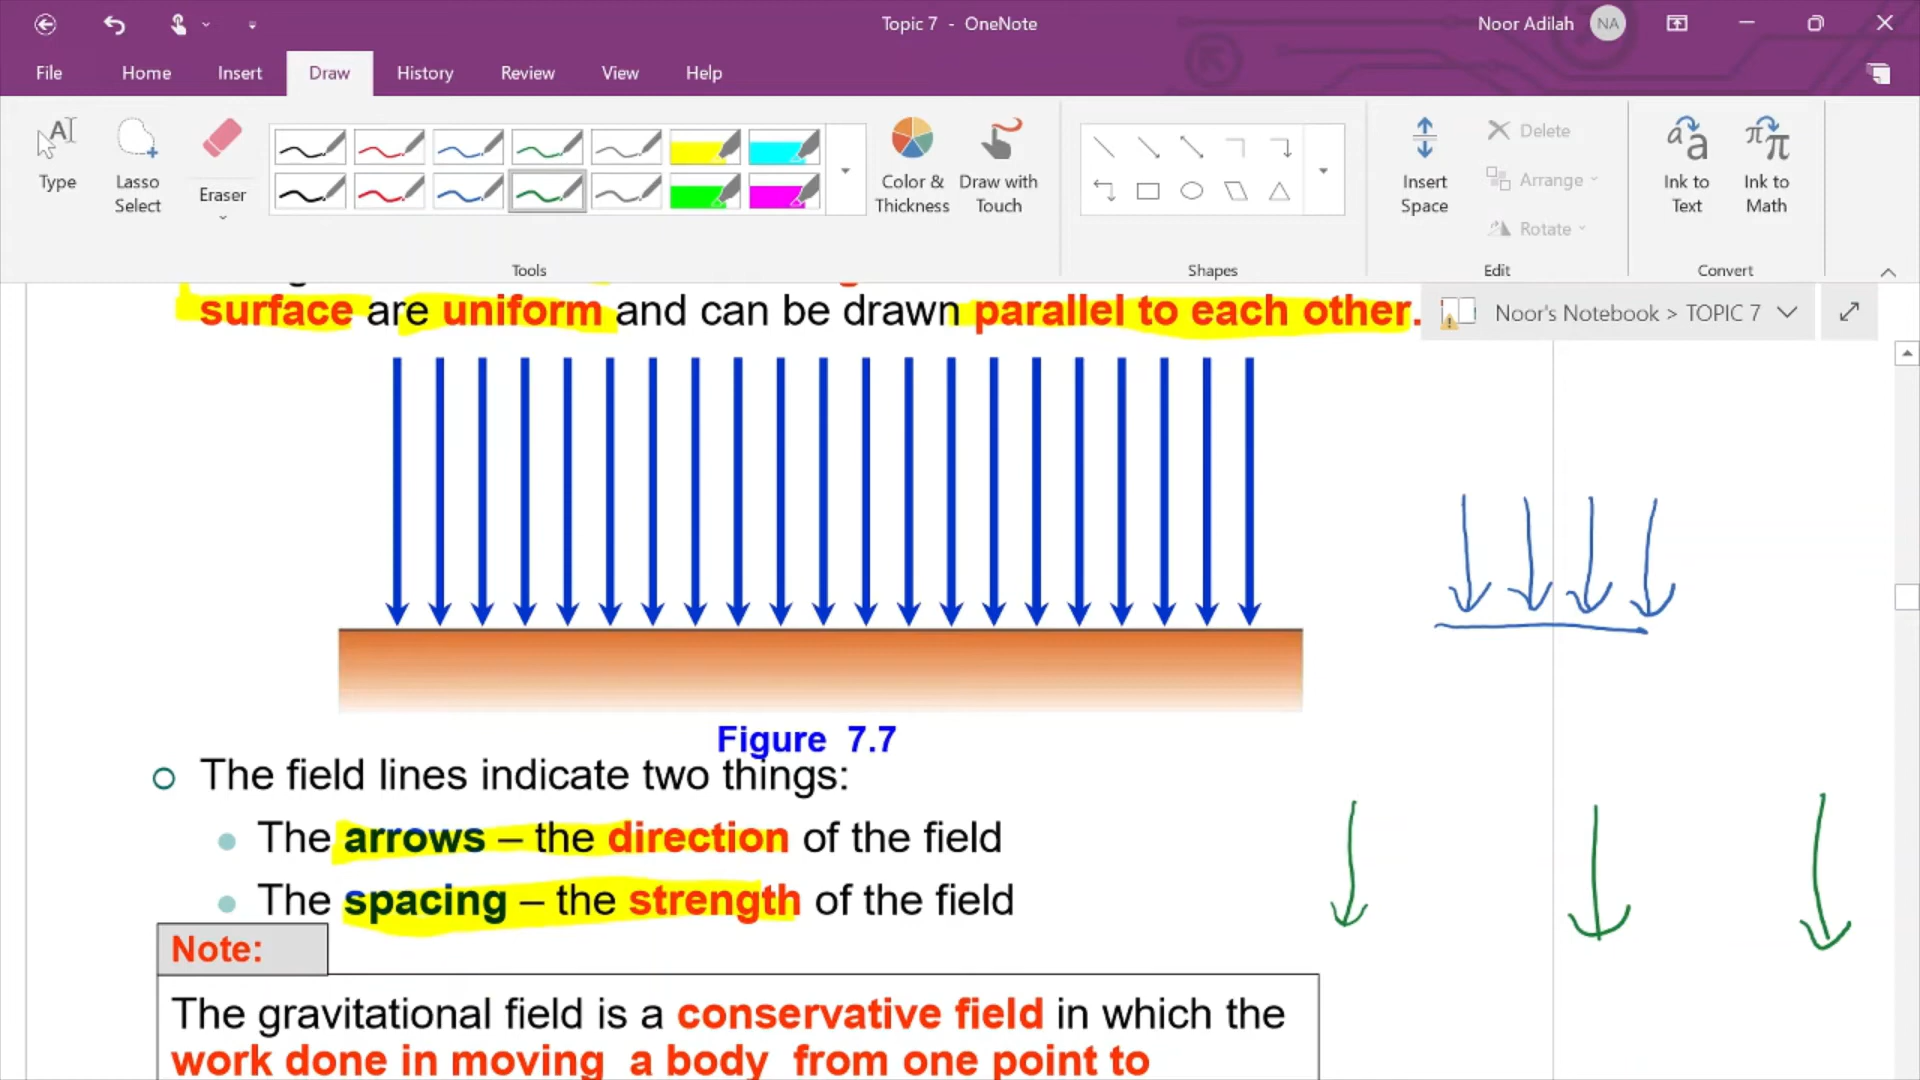 Topic 7 - OneNote
Noor Adilah NA
File Home Insert Draw History Review View Help
Type
Lasso Select
Eraser
Color & Thickness
Draw with Touch
Insert Space
Delete
Arrange
Rotate
Ink to Text
Ink to Math
Tools Shapes Edit Convert
surface are uniform and can be drawn parallel to each other.
Noor's Notebook > TOPIC 7
Figure 7.7
The field lines indicate two things:
The arrows – the direction of the field
The spacing – the strength of the field
Note:
The gravitational field is a conservative field in which the
work done in moving a body from one point to